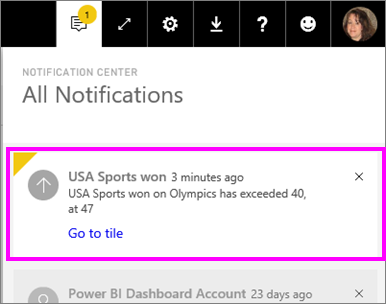 1
?
NOTIFICATION CENTER
All Notifications
USA Sports won 3 minutes ago
USA Sports won on Olympics has exceeded 40,
at 47
Go to tile
Power BI Dashboard Account 23 days ago